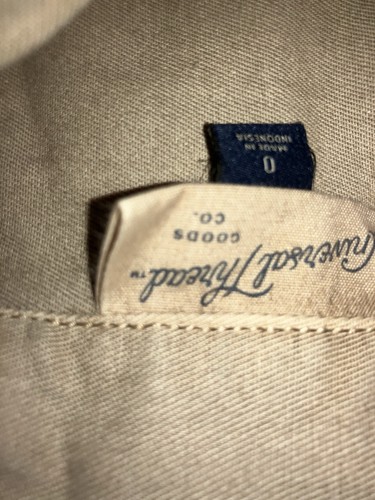 Universal Thread™
GOODS
CO.
0
MADE IN
INDONESIA